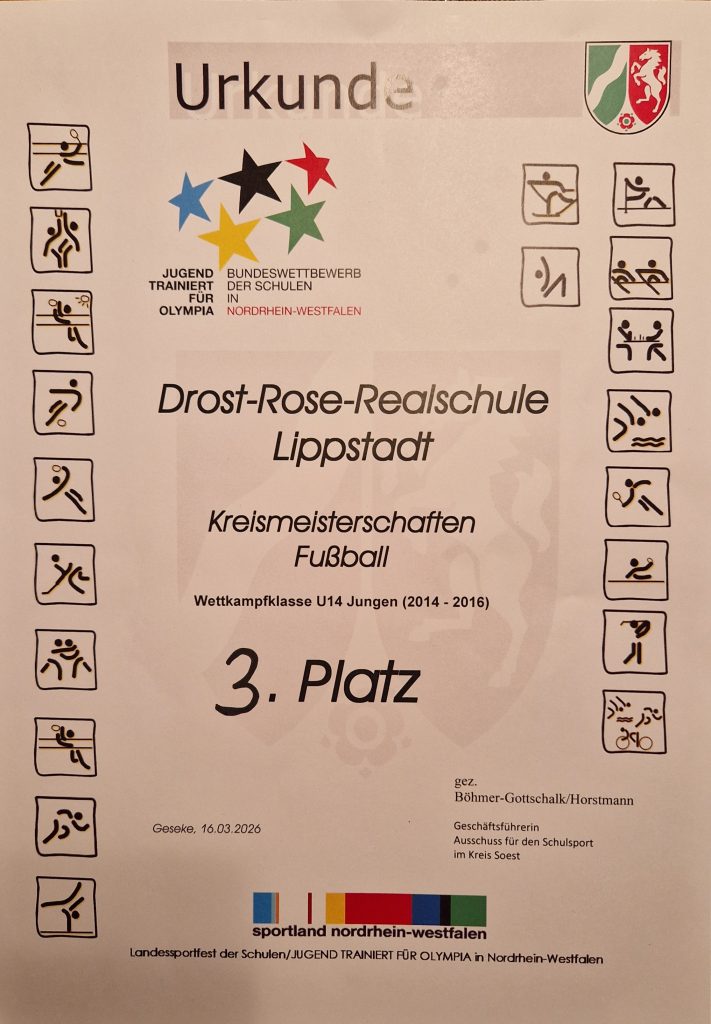 Urkunde
JUGEND
TRAINIERT
FÜR
OLYMPIA
BUNDESWETTBEWERB
DER SCHULEN
IN
NORDRHEIN-WESTFALEN
Drost-Rose-Realschule
Lippstadt
Kreismeisterschaften
Fußball
Wettkampfklasse U14 Jungen (2014 - 2016)
3. Platz
gez.
Böhmer-Gottschalk/Horstmann
Geseke, 16.03.2026
Geschäftsführerin
Ausschuss für den Schulsport
im Kreis Soest
sportland nordrhein-westfalen
Landessportfest der Schulen/JUGEND TRAINIERT FÜR OLYMPIA in Nordrhein-Westfalen